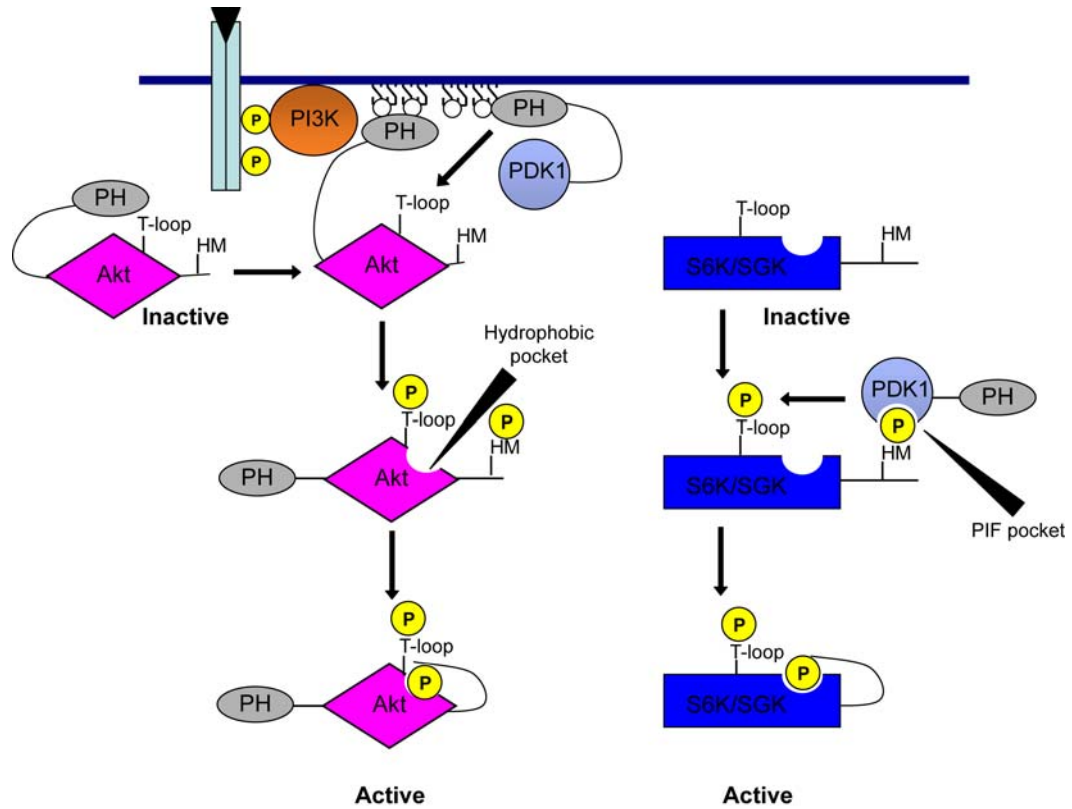 P
PI3K
PH
PH
P
PDK1
PH
T-loop
T-loop
T-loop
HM
HM
HM
Akt
Akt
S6K/SGK
Inactive
Inactive
Hydrophobic
pocket
P
P
P
PDK1
PH
T-loop
P
HM
T-loop
P
HM
PH
Akt
S6K/SGK
PIF pocket
P
P
T-loop
T-loop
P
P
PH
Akt
S6K/SGK
Active
Active